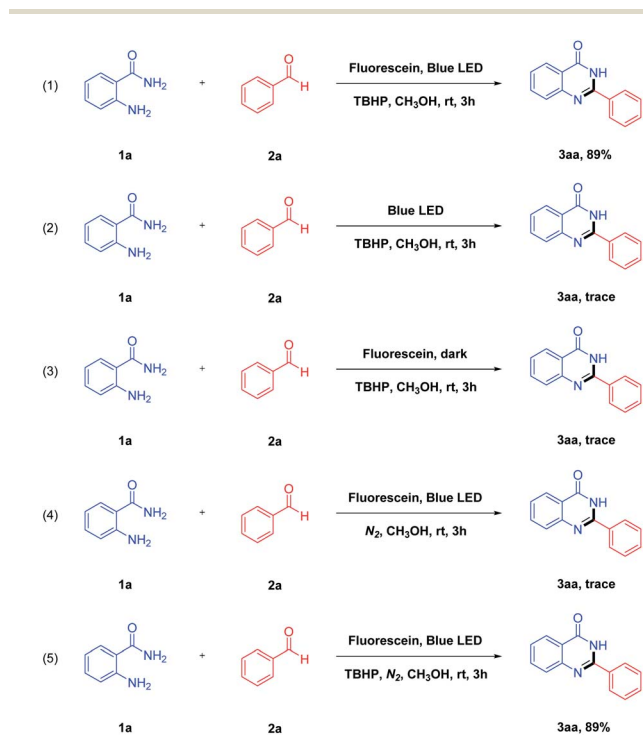 Fluorescein, Blue LED
(1) O NH₂ NH₂ + O H TBHP, CH₃OH, rt, 3h O NH N
1a 2a 3aa, 89%
Blue LED
(2) O NH₂ NH₂ + O H TBHP, CH₃OH, rt, 3h O NH N
1a 2a 3aa, trace
Fluorescein, dark
(3) O NH₂ NH₂ + O H TBHP, CH₃OH, rt, 3h O NH N
1a 2a 3aa, trace
Fluorescein, Blue LED
(4) O NH₂ NH₂ + O H N₂, CH₃OH, rt, 3h O NH N
1a 2a 3aa, trace
Fluorescein, Blue LED
(5) O NH₂ NH₂ + O H TBHP, N₂, CH₃OH, rt, 3h O NH N
1a 2a 3aa, 89%